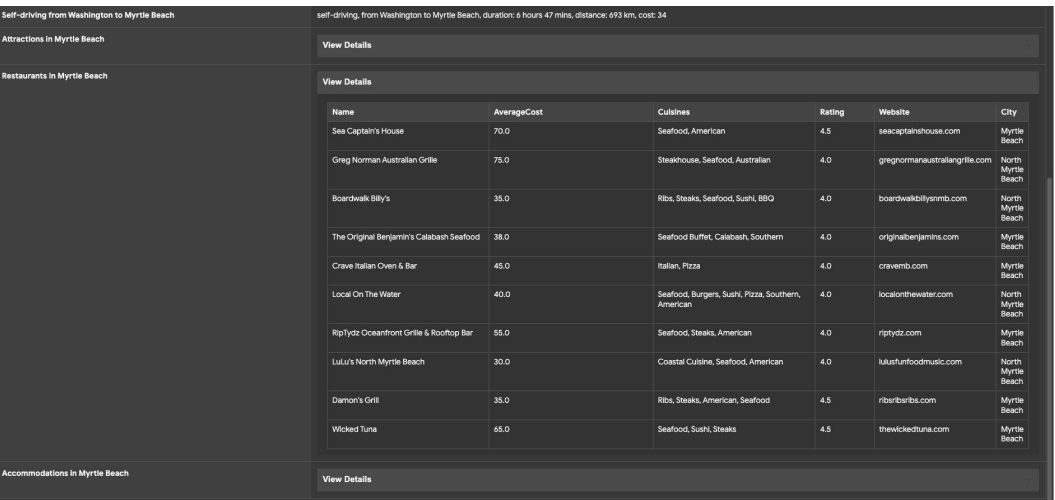 Self-driving from Washington to Myrtle Beach
self-driving, from Washington to Myrtle Beach, duration: 6 hours 47 mins, distance: 693 km, cost: 34
Attractions in Myrtle Beach
View Details
Restaurants in Myrtle Beach
View Details
Name AverageCost Cuisines Rating Website City
Sea Captain's House 70.0 Seafood, American 4.5 seacaptainshouse.com Myrtle
Beach
Greg Norman Australian Grille 75.0 Steakhouse, Seafood, Australian 4.0 gregnormanaustraliangrille.com North
Myrtle
Beach
Boardwalk Billy's 35.0 Ribs, Steaks, Seafood, Sushi, BBQ 4.0 boardwalkbillysnmb.com North
Myrtle
Beach
The Original Benjamin's Calabash Seafood 38.0 Seafood Buffet, Calabash, Southern 4.0 originalbenjamins.com Myrtle
Beach
Crave Italian Oven & Bar 45.0 Italian, Pizza 4.0 cravemb.com Myrtle
Beach
Local On The Water 40.0 Seafood, Burgers, Sushi, Pizza, Southern, 4.0 localonthewater.com North
American Myrtle
Beach
RipTydz Oceanfront Grille & Rooftop Bar 55.0 Seafood, Steaks, American 4.0 riptydz.com Myrtle
Beach
LuLu's North Myrtle Beach 30.0 Coastal Cuisine, Seafood, American 4.0 lulusfunfoodmusic.com North
Myrtle
Beach
Damon's Grill 35.0 Ribs, Steaks, American, Seafood 4.5 ribsribsribs.com Myrtle
Beach
Wicked Tuna 65.0 Seafood, Sushi, Steaks 4.5 thewickedtuna.com Myrtle
Beach
Accommodations in Myrtle Beach
View Details